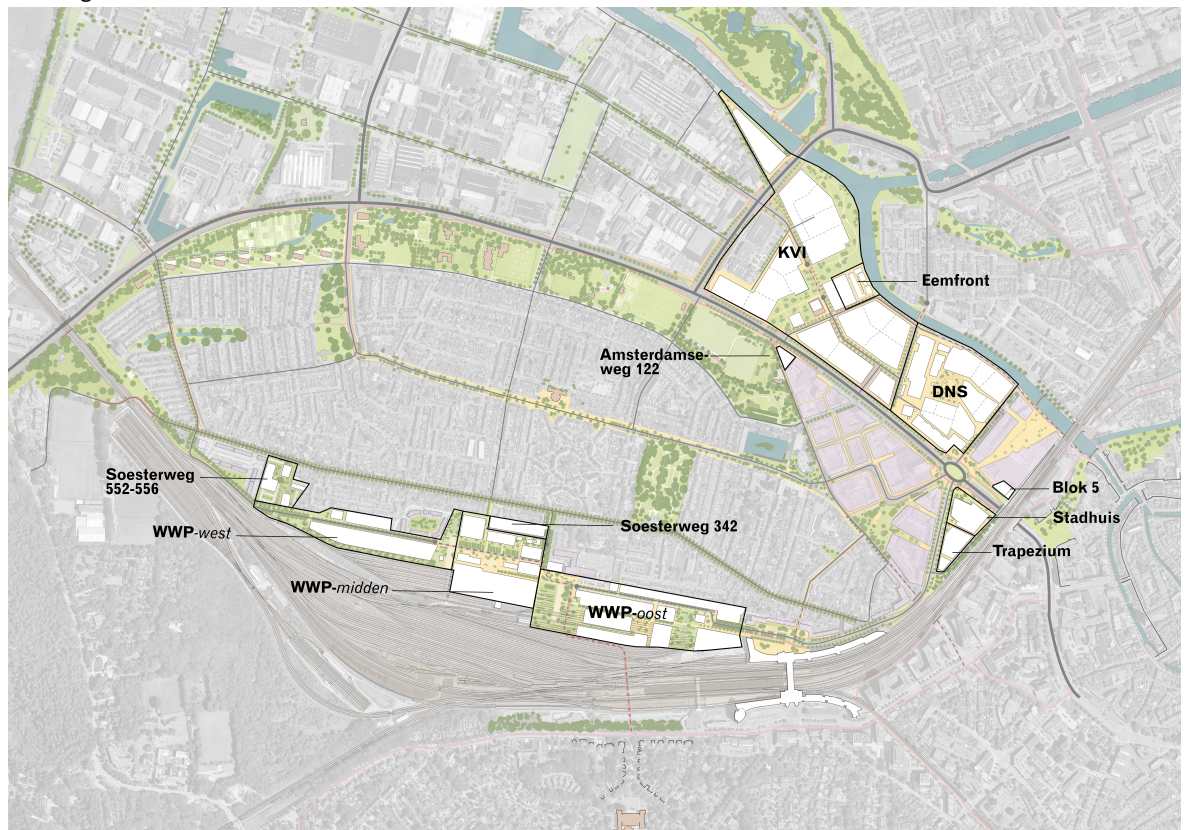 KVI
Eemfront
Amsterdamse-
weg 122
DNS
Soesterweg
552-556
Blok 5
Stadhuis
Soesterweg 342
WWP-west
Trapezium
WWP-midden
WWP-oost